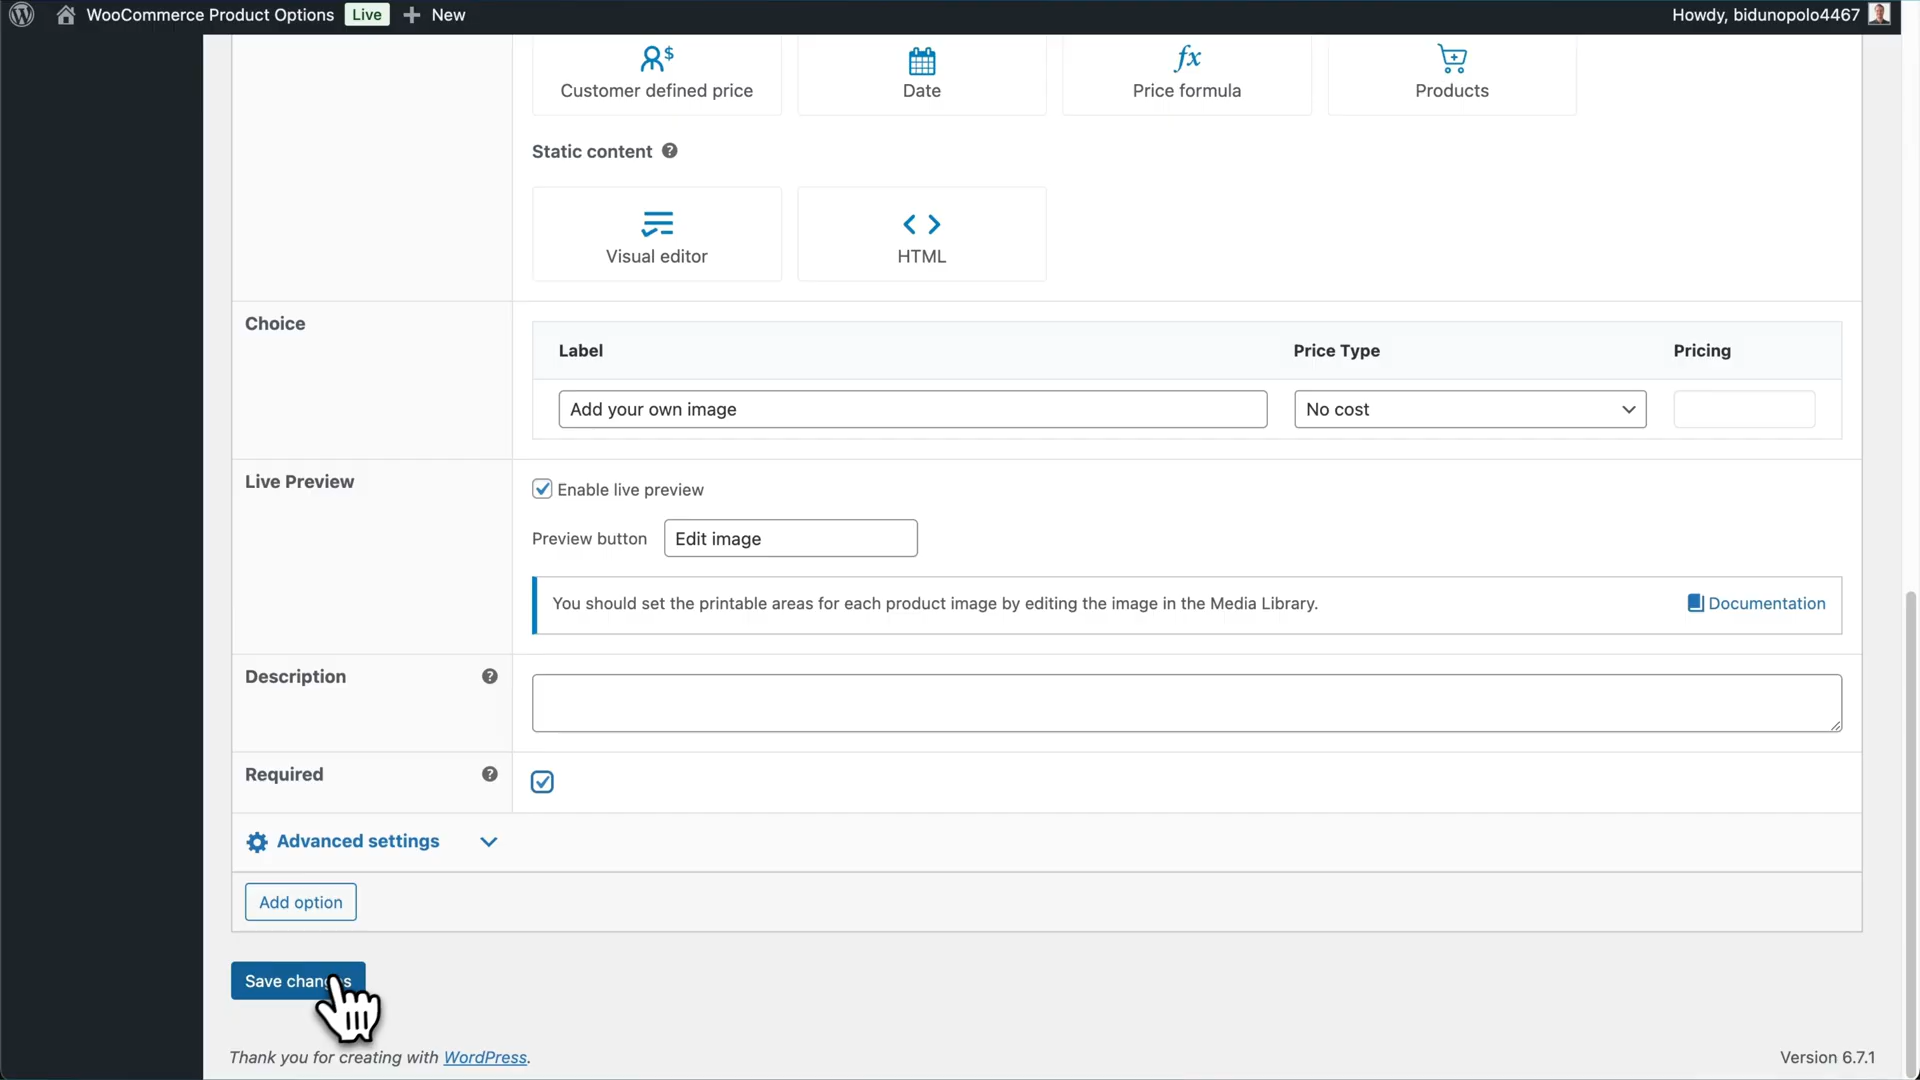 WooCommerce Product Options Live New Howdy, bidunopolo4467
Customer defined price Date Price formula Products
Static content
Visual editor HTML
Choice
Label Price Type Pricing
Add your own image No cost
Live Preview
Enable live preview
Preview button Edit image
You should set the printable areas for each product image by editing the image in the Media Library. Documentation
Description
Required
Advanced settings
Add option
Save changes
Thank you for creating with WordPress. Version 6.7.1